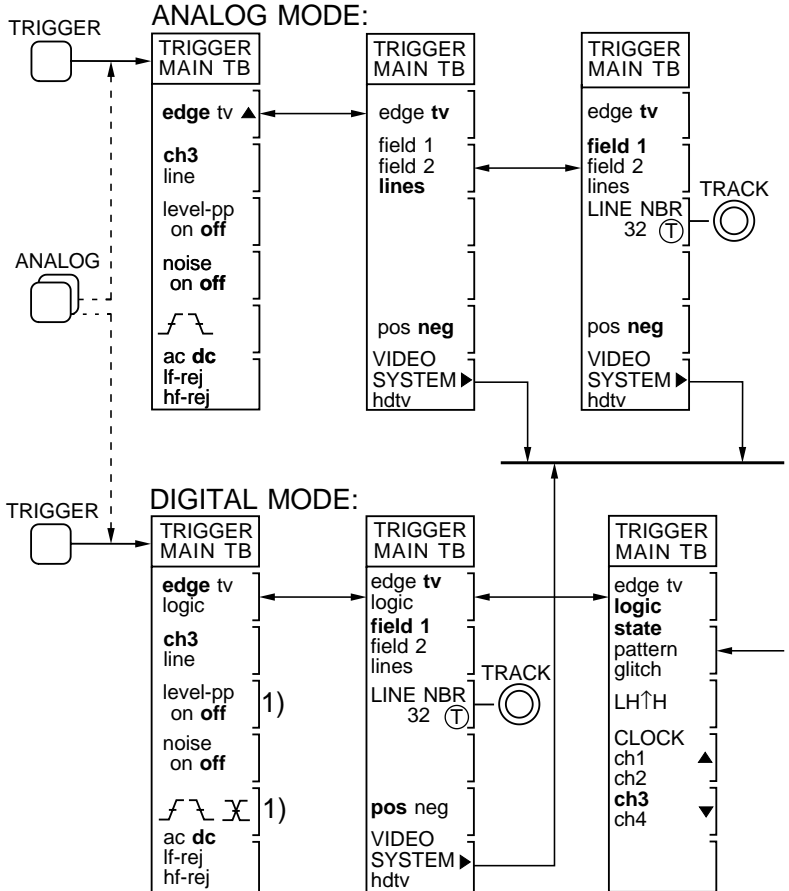 ANALOG MODE:
TRIGGER
TRIGGER
MAIN TB
edge tv ▲
ch3
line
level-pp
on off
noise
on off
ac dc
lf-rej
hf-rej
TRIGGER
MAIN TB
edge tv
field 1
field 2
lines
pos neg
VIDEO
SYSTEM ▶
hdtv
TRIGGER
MAIN TB
edge tv
field 1
field 2
lines
LINE NBR
32 T
TRACK
pos neg
VIDEO
SYSTEM ▶
hdtv
ANALOG
DIGITAL MODE:
TRIGGER
TRIGGER
MAIN TB
edge tv
logic
ch3
line
level-pp
on off 1)
noise
on off
1)
ac dc
lf-rej
hf-rej
TRIGGER
MAIN TB
edge tv
logic
field 1
field 2
lines
LINE NBR
32 T
TRACK
pos neg
VIDEO
SYSTEM ▶
hdtv
TRIGGER
MAIN TB
edge tv
logic
state
pattern
glitch
LH↑H
CLOCK
ch1 ▲
ch2
ch3 ▼
ch4